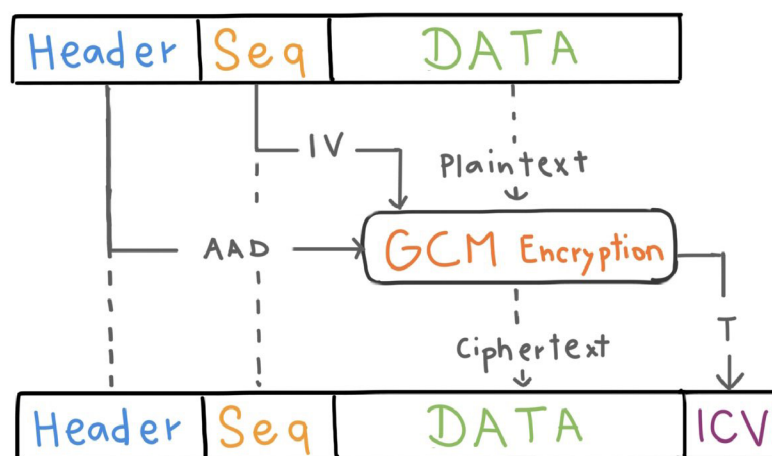 Header Seq DATA
IV
Plaintext
AAD
GCM Encryption
T
Ciphertext
Header Seq DATA ICV